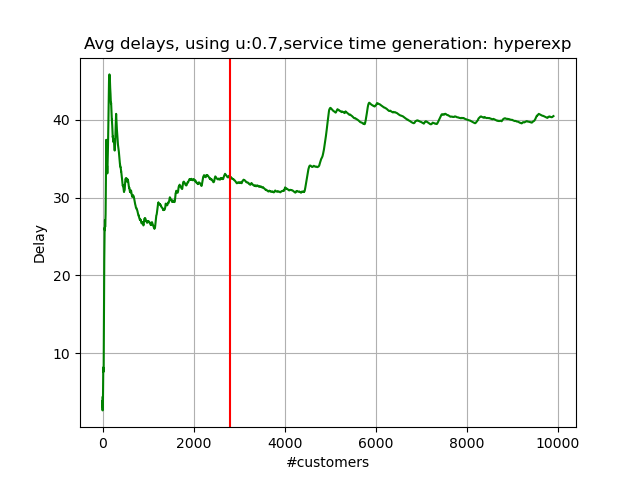 Avg delays, using u:0.7,service time generation: hyperexp
40
30
20
10
Delay
0 2000 4000 6000 8000 10000
#customers